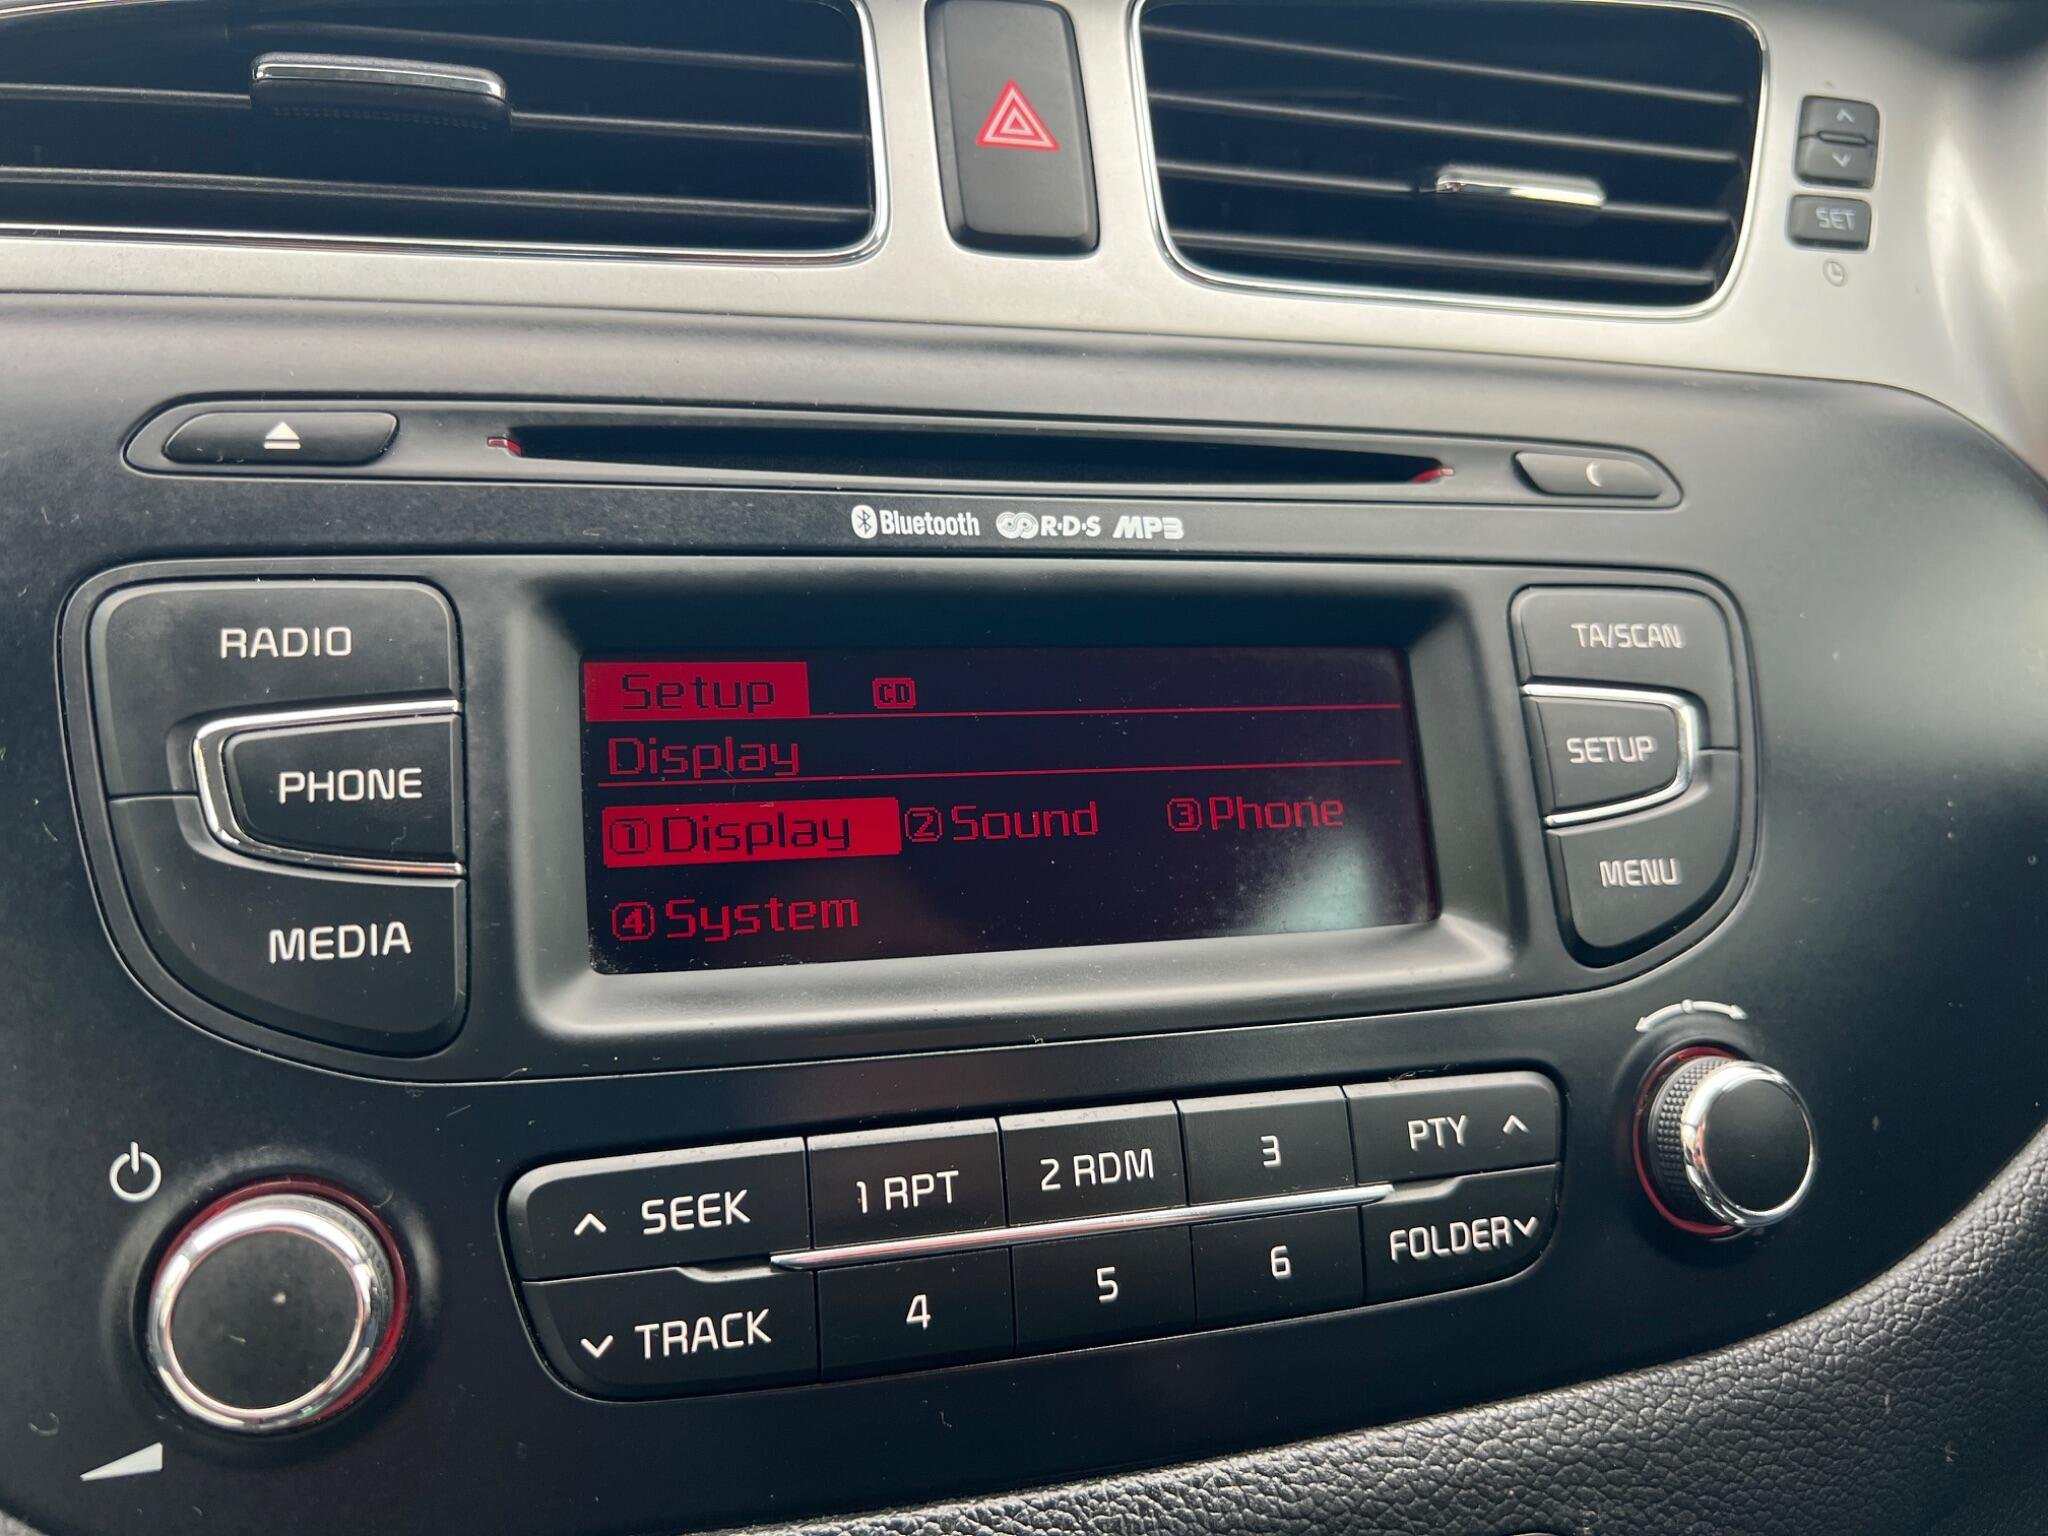 SET
Bluetooth R·D·S MP3
RADIO
PHONE
MEDIA
Setup CD
Display
①Display ②Sound ③Phone
④System
TA/SCAN
SETUP
MENU
SEEK 1 RPT 2 RDM 3 PTY
TRACK 4 5 6 FOLDER